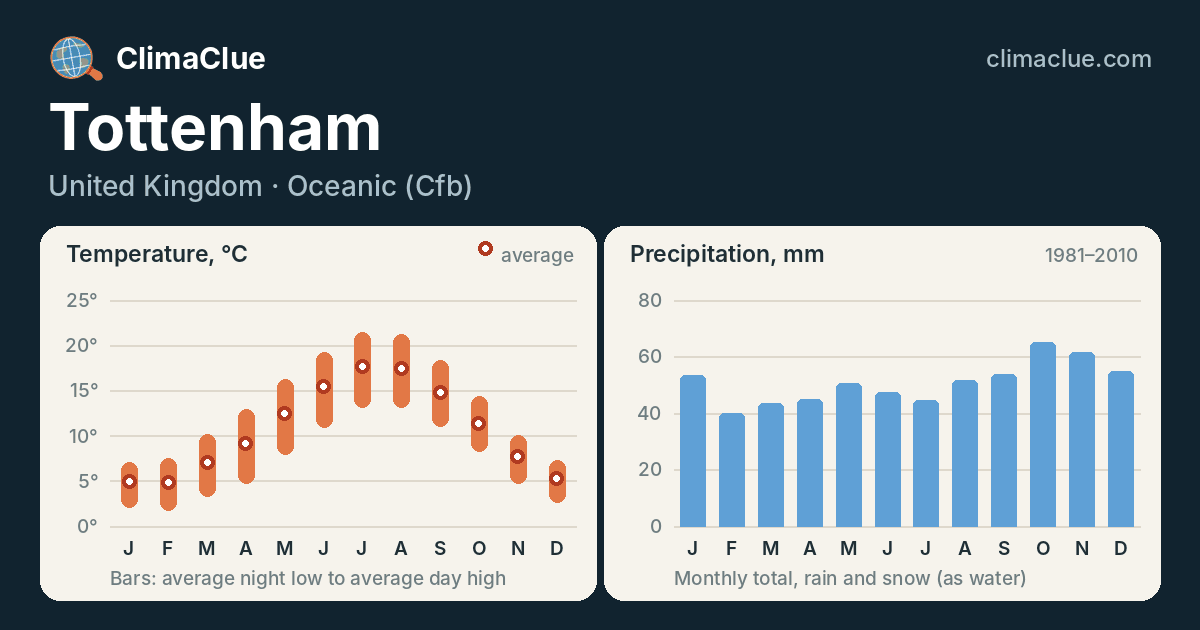 ClimaClue
climaclue.com
Tottenham
United Kingdom · Oceanic (Cfb)
Temperature, °C
average
25°
20°
15°
10°
5°
0°
J F M A M J J A S O N D
Bars: average night low to average day high
Precipitation, mm
1981–2010
80
60
40
20
0
J F M A M J J A S O N D
Monthly total, rain and snow (as water)